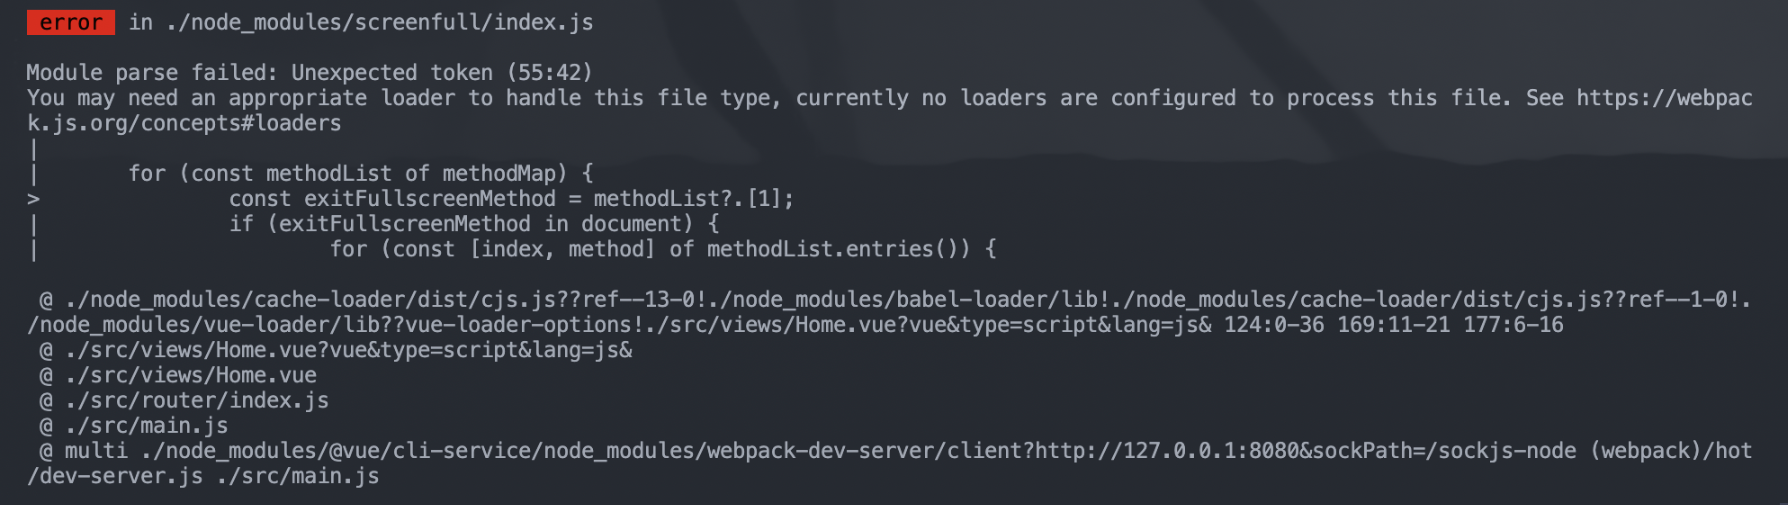 error in ./node_modules/screenfull/index.js
Module parse failed: Unexpected token (55:42)
You may need an appropriate loader to handle this file type, currently no loaders are configured to process this file. See https://webpac
k.js.org/concepts#loaders
|
|       for (const methodList of methodMap) {
>               const exitFullscreenMethod = methodList?.[1];
|               if (exitFullscreenMethod in document) {
|                       for (const [index, method] of methodList.entries()) {
 @ ./node_modules/cache-loader/dist/cjs.js??ref--13-0!./node_modules/babel-loader/lib!./node_modules/cache-loader/dist/cjs.js??ref--1-0!.
/node_modules/vue-loader/lib??vue-loader-options!./src/views/Home.vue?vue&type=script&lang=js& 124:0-36 169:11-21 177:6-16
 @ ./src/views/Home.vue?vue&type=script&lang=js&
 @ ./src/views/Home.vue
 @ ./src/router/index.js
 @ ./src/main.js
 @ multi ./node_modules/@vue/cli-service/node_modules/webpack-dev-server/client?http://127.0.0.1:8080&sockPath=/sockjs-node (webpack)/hot
/dev-server.js ./src/main.js